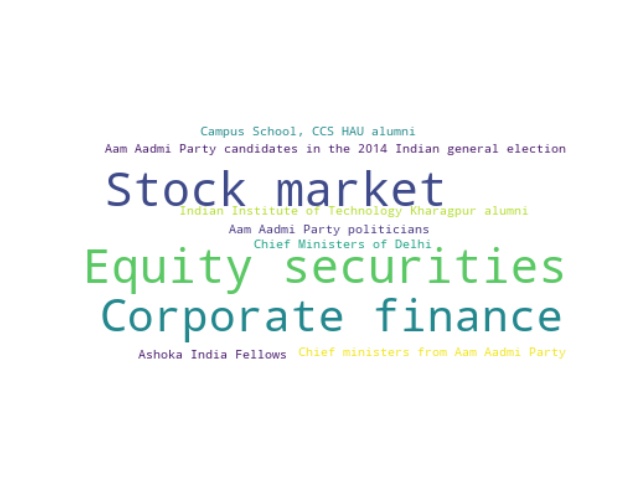 Campus School, CCS HAU alumni
Aam Aadmi Party candidates in the 2014 Indian general election
Stock market
Indian Institute of Technology Kharagpur alumni
Aam Aadmi Party politicians
Chief Ministers of Delhi
Equity securities
Corporate finance
Ashoka India Fellows
Chief ministers from Aam Aadmi Party